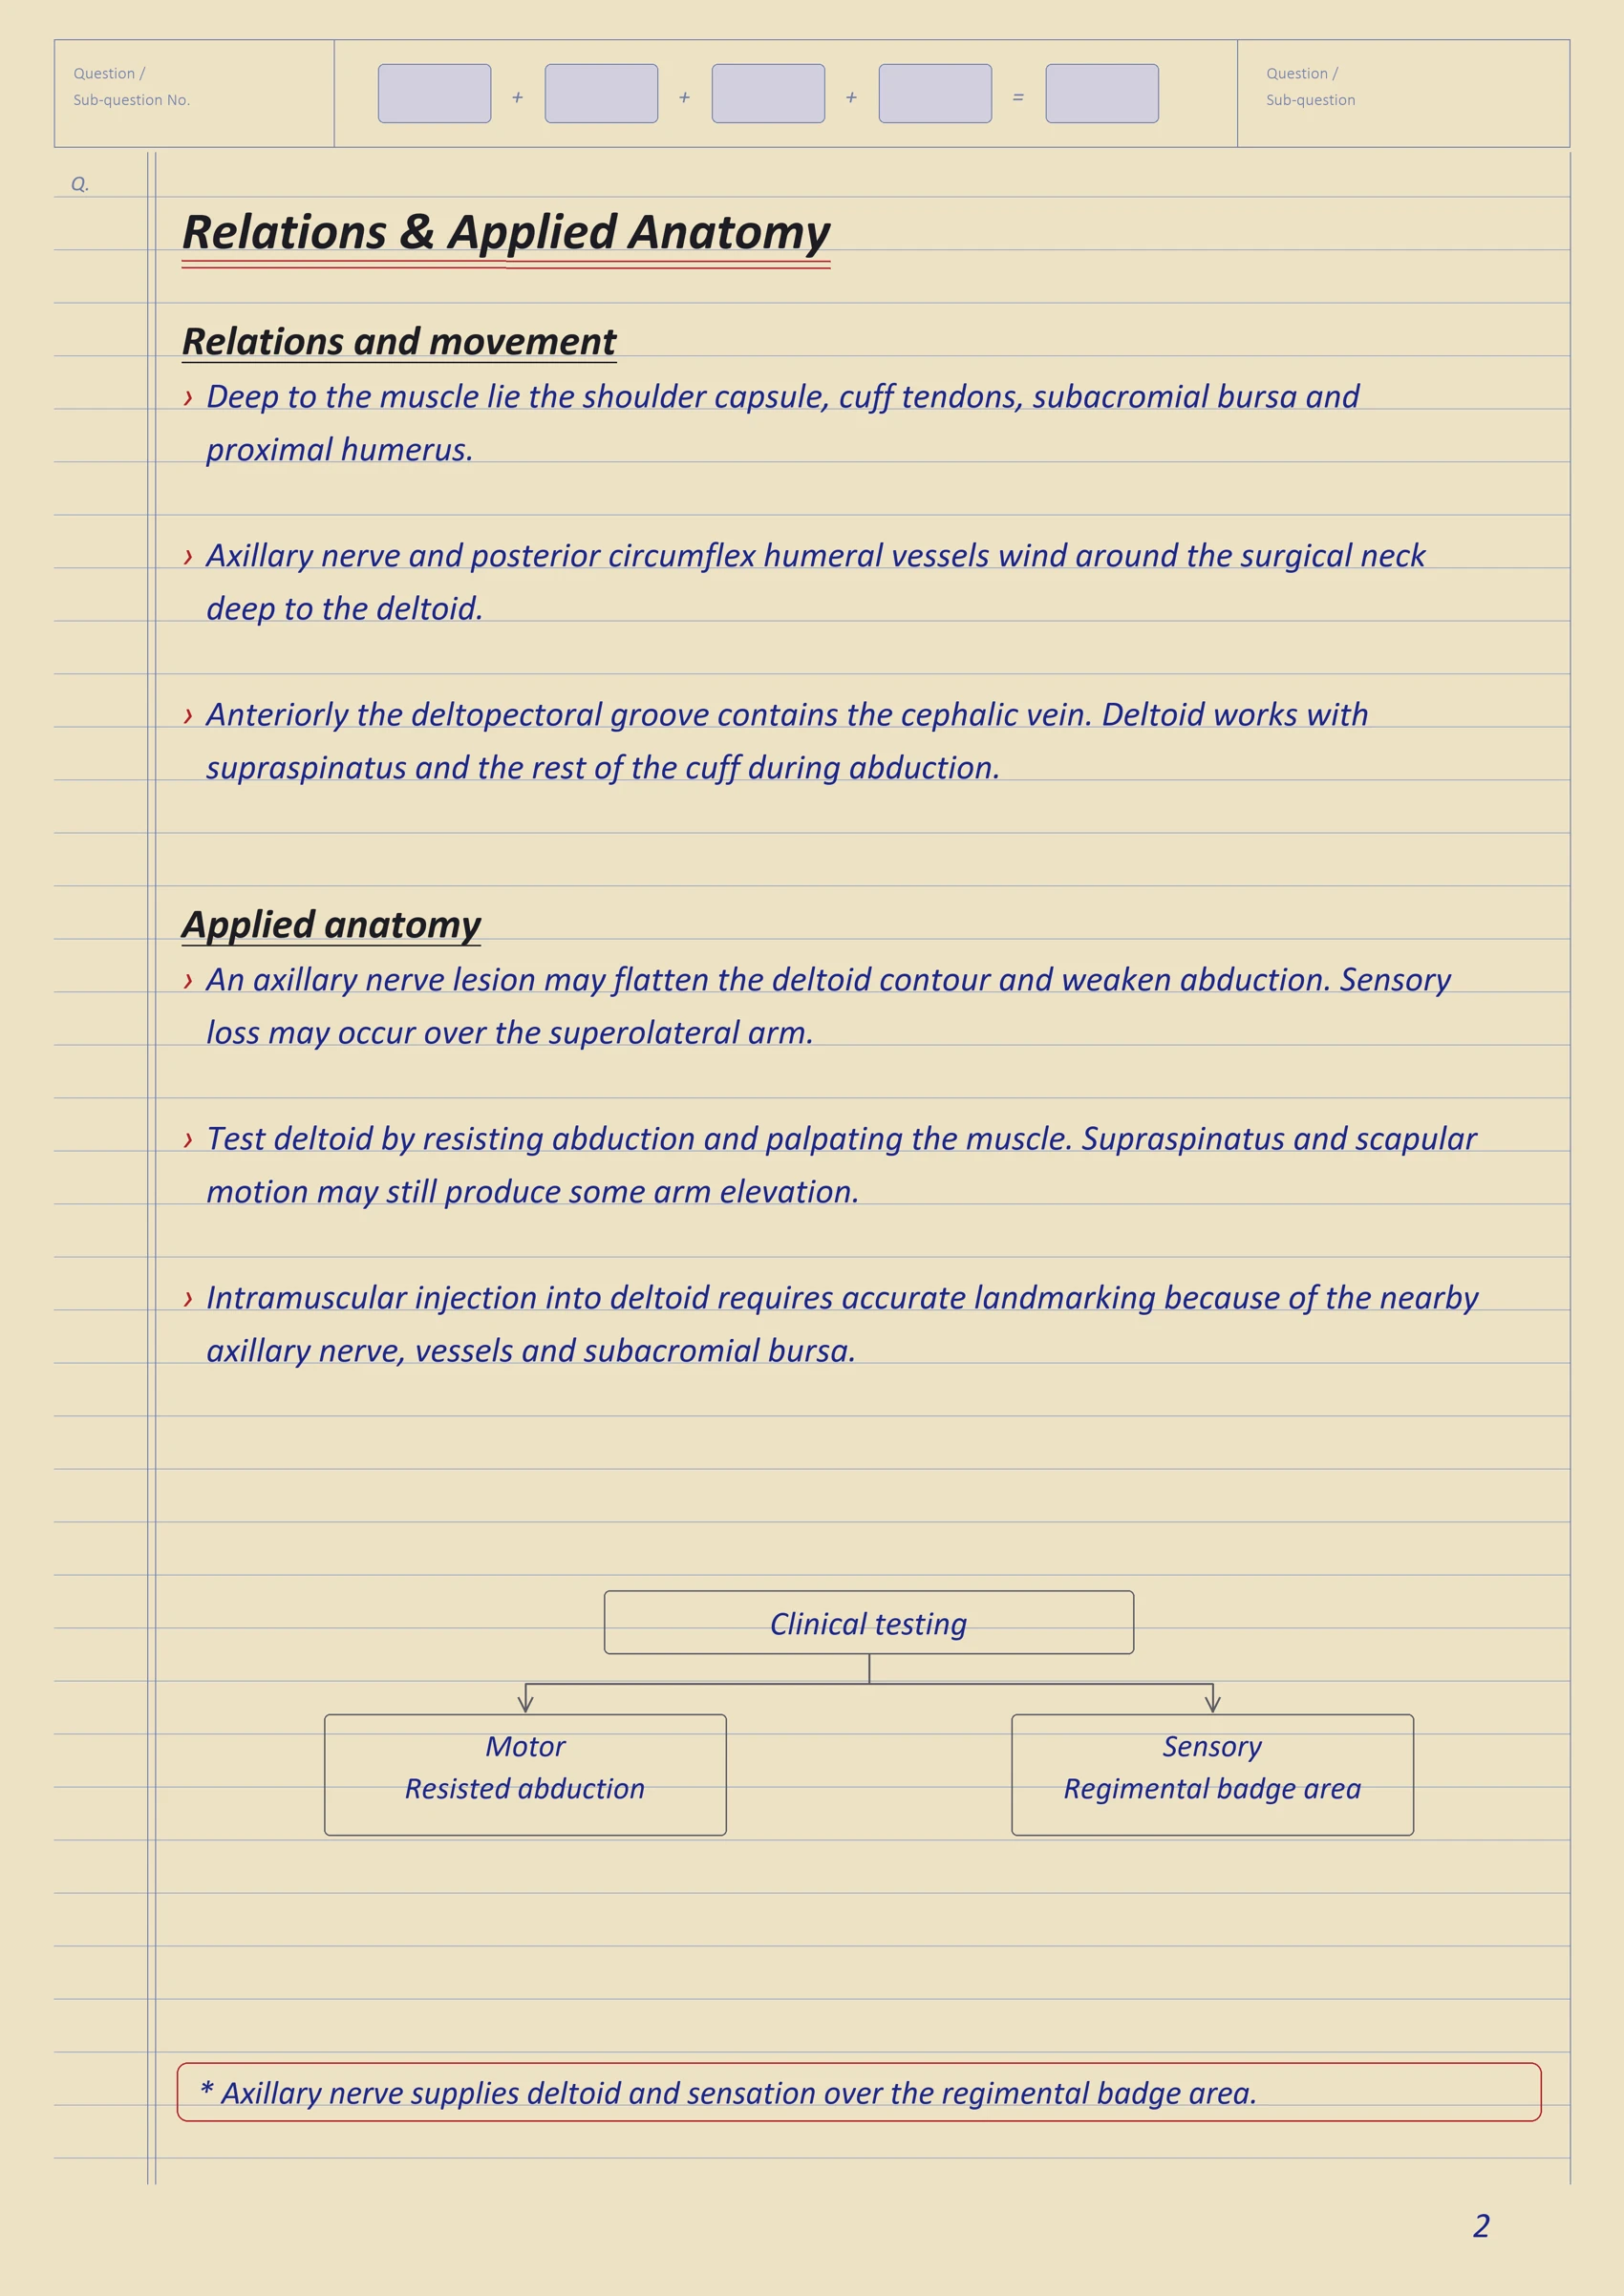 Question /
Sub-question No.
+ + + =
Question /
Sub-question
Q.
Relations & Applied Anatomy
Relations and movement
› Deep to the muscle lie the shoulder capsule, cuff tendons, subacromial bursa and
proximal humerus.
› Axillary nerve and posterior circumflex humeral vessels wind around the surgical neck
deep to the deltoid.
› Anteriorly the deltopectoral groove contains the cephalic vein. Deltoid works with
supraspinatus and the rest of the cuff during abduction.
Applied anatomy
› An axillary nerve lesion may flatten the deltoid contour and weaken abduction. Sensory
loss may occur over the superolateral arm.
› Test deltoid by resisting abduction and palpating the muscle. Supraspinatus and scapular
motion may still produce some arm elevation.
› Intramuscular injection into deltoid requires accurate landmarking because of the nearby
axillary nerve, vessels and subacromial bursa.
Clinical testing
Motor
Resisted abduction
Sensory
Regimental badge area
* Axillary nerve supplies deltoid and sensation over the regimental badge area.
2